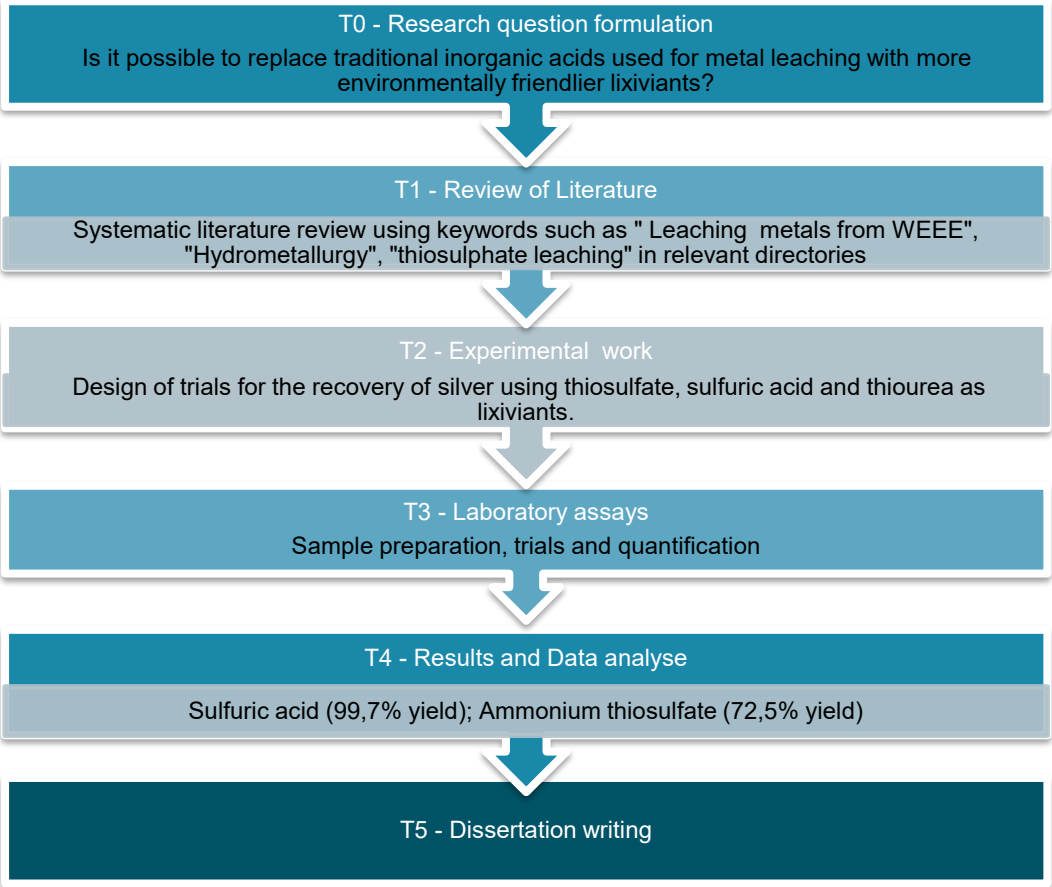 T0 - Research question formulation
Is it possible to replace traditional inorganic acids used for metal leaching with more
environmentally friendlier lixiviants?
T1 - Review of Literature
Systematic literature review using keywords such as " Leaching metals from WEEE",
"Hydrometallurgy", "thiosulphate leaching" in relevant directories
T2 - Experimental work
Design of trials for the recovery of silver using thiosulfate, sulfuric acid and thiourea as
lixiviants.
T3 - Laboratory assays
Sample preparation, trials and quantification
T4 - Results and Data analyse
Sulfuric acid (99,7% yield); Ammonium thiosulfate (72,5% yield)
T5 - Dissertation writing